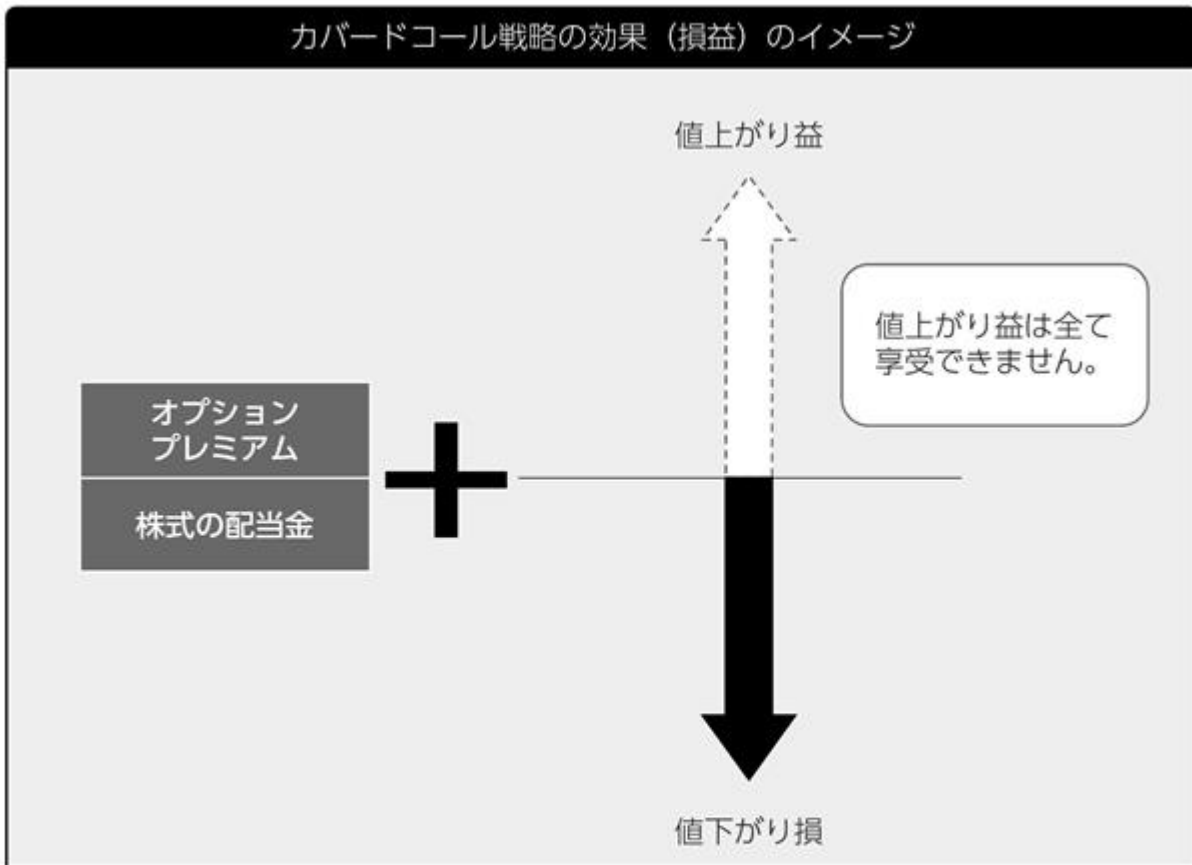 カバードコール戦略の効果（損益）のイメージ
値上がり益
値上がり益は全て
享受できません。
オプション
プレミアム
株式の配当金
値下がり損